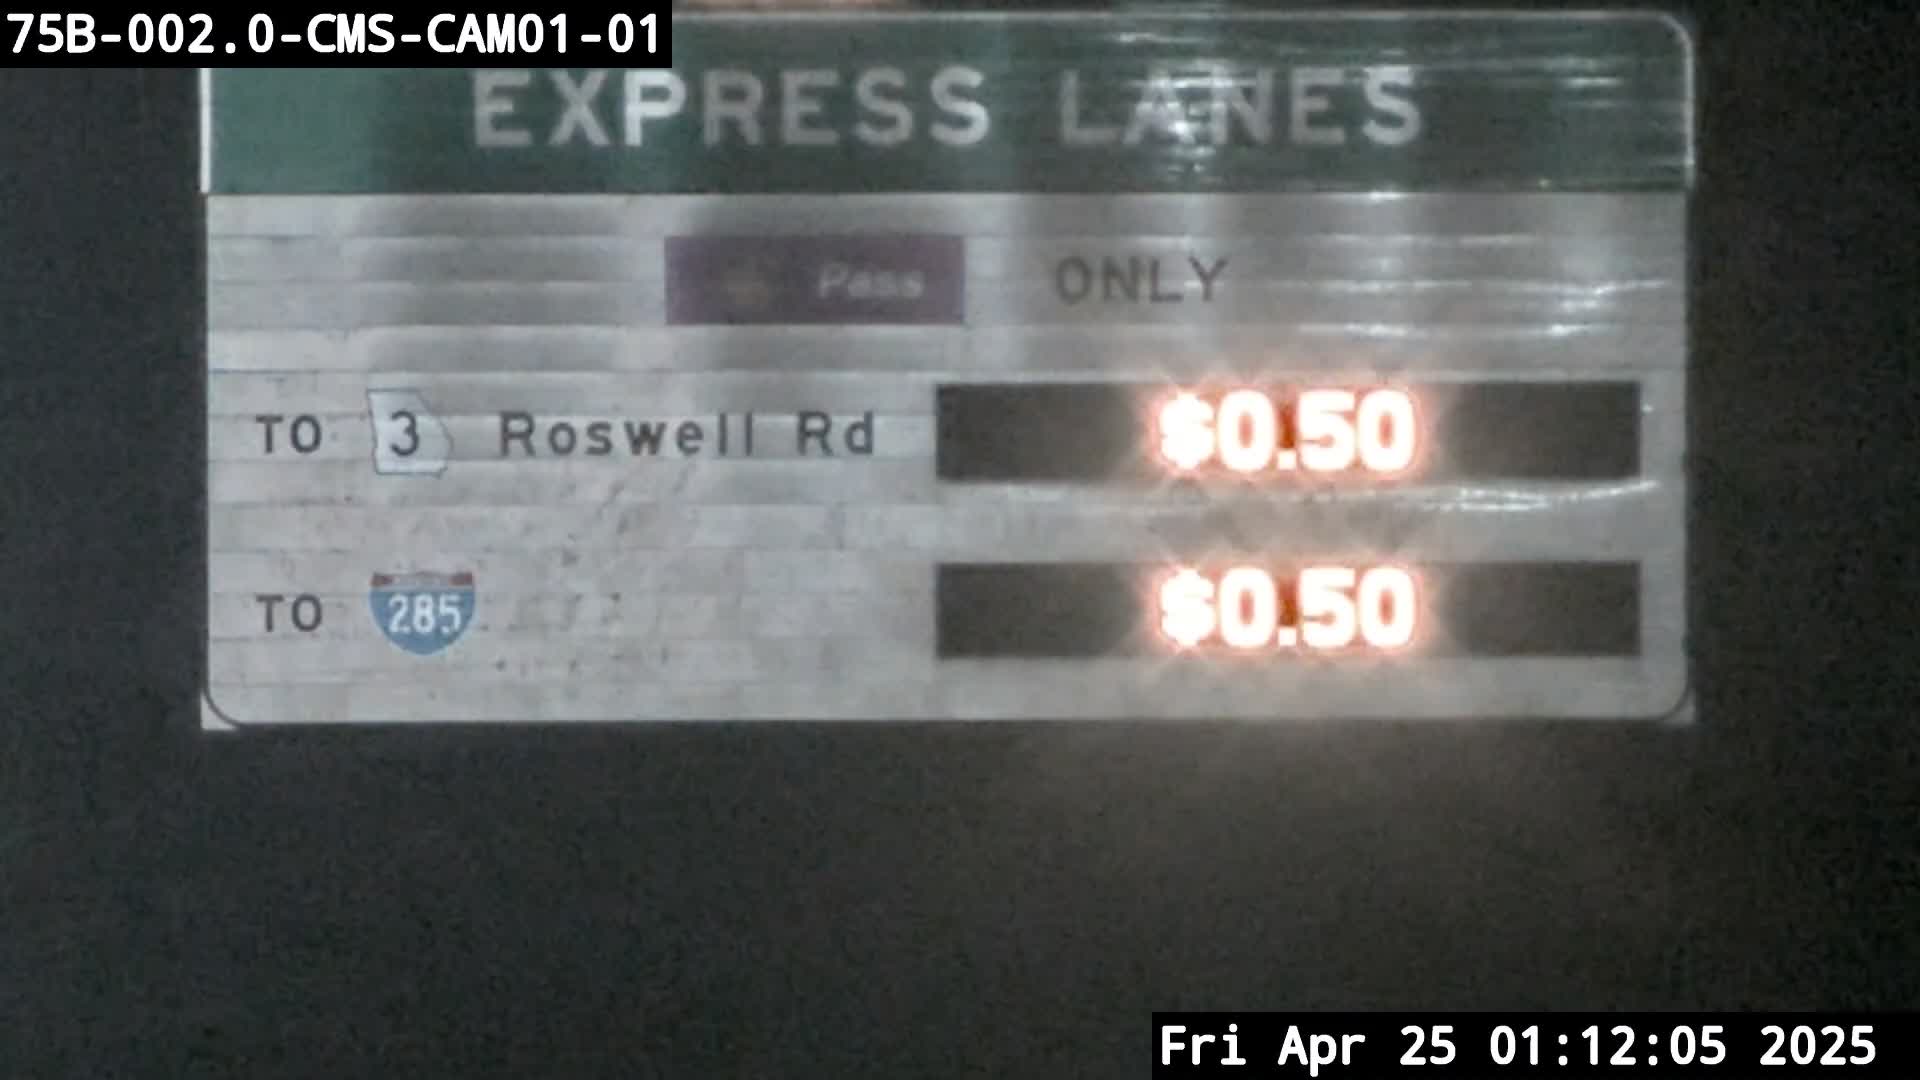 75B-002.0-CMS-CAM01-01
EXPRESS LANES
Pass ONLY
TO 3 Roswell Rd $0.50
TO 285 $0.50
Fri Apr 25 01:12:05 2025